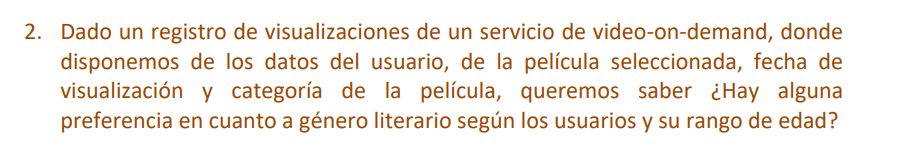 2. Dado un registro de visualizaciones de un servicio de video-on-demand, donde
disponemos de los datos del usuario, de la película seleccionada, fecha de
visualización y categoría de la película, queremos saber ¿Hay alguna
preferencia en cuanto a género literario según los usuarios y su rango de edad?